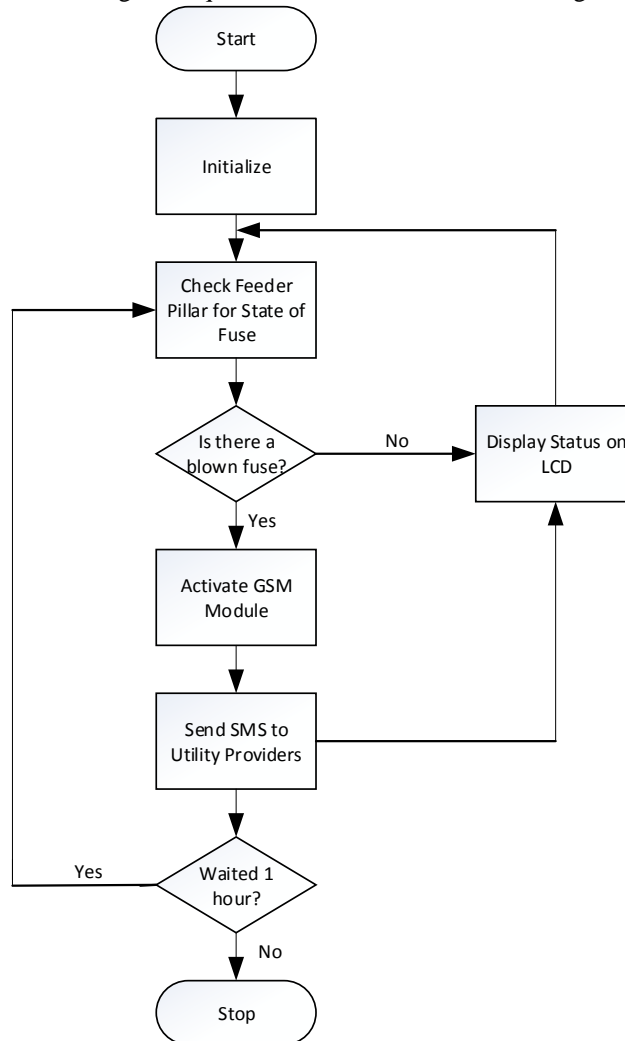 Start
Initialize
Check Feeder
Pillar for State of
Fuse
Is there a
blown fuse?
No
Display Status on
LCD
Yes
Activate GSM
Module
Send SMS to
Utility Providers
Waited 1
hour?
Yes
No
Stop